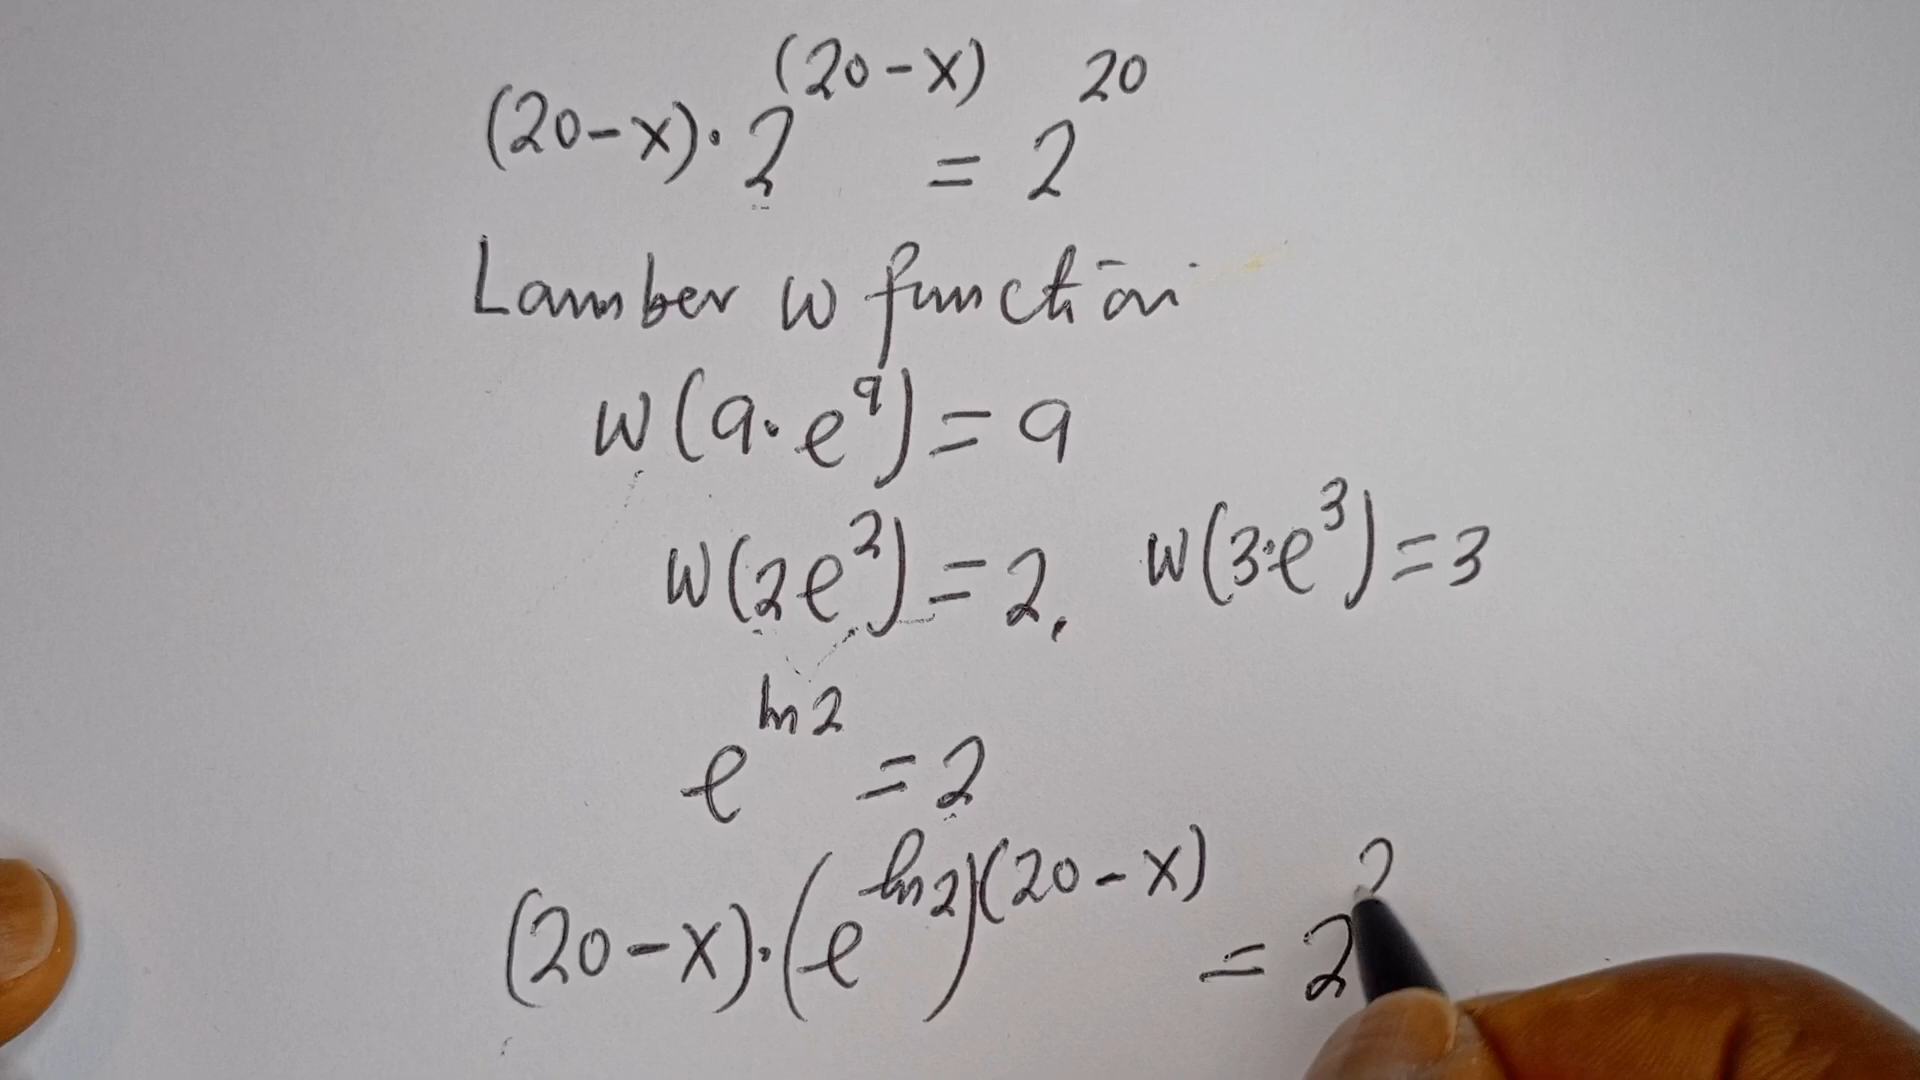 (20-x)·2^(20-x) = 2^20
Lamber W function
W(a·e^a) = a
W(2e^2) = 2, W(3·e^3) = 3
e^ln2 = 2
(20-x)·(e^ln2)^(20-x) = 2^2